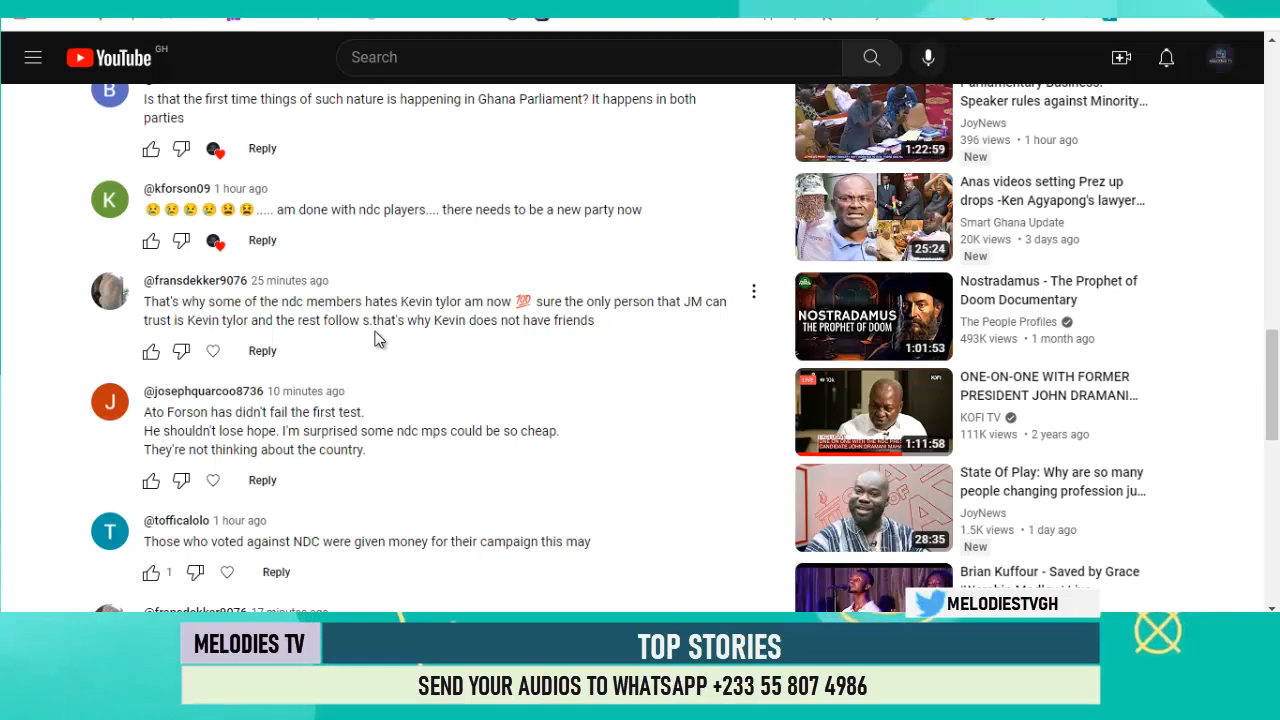 YouTube
GH
Search
Is that the first time things of such nature is happening in Ghana Parliament? It happens in both
parties
Reply
K
@kforson09 1 hour ago
..... am done with ndc players.... there needs to be a new party now
Reply
@fransdekker9076 25 minutes ago
That's why some of the ndc members hates Kevin tylor am now 💯 sure the only person that JM can
trust is Kevin tylor and the rest follow s.that's why Kevin does not have friends
Reply
J
@josephquarcoo8736 10 minutes ago
Ato Forson has didn't fail the first test.
He shouldn't lose hope. I'm surprised some ndc mps could be so cheap.
They're not thinking about the country.
Reply
T
@tofficalolo 1 hour ago
Those who voted against NDC were given money for their campaign this may
1
Reply
@fransdekker9076 17 minutes ago
B
Parliamentary Business:
Speaker rules against Minority...
JoyNews
396 views • 1 hour ago
New
1:22:59
Anas videos setting Prez up
drops -Ken Agyapong's lawyer...
Smart Ghana Update
20K views • 3 days ago
New
25:24
Nostradamus - The Prophet of
Doom Documentary
The People Profiles
493K views • 1 month ago
NOSTRADAMUS
THE PROPHET OF DOOM
1:01:53
ONE-ON-ONE WITH FORMER
PRESIDENT JOHN DRAMANI...
KOFI TV
111K views • 2 years ago
LIVE
KOFI
1:11:58
State Of Play: Why are so many
people changing profession ju...
JoyNews
1.5K views • 1 day ago
New
28:35
Brian Kuffour - Saved by Grace
MELODIESTVGH
MELODIES TV
TOP STORIES
SEND YOUR AUDIOS TO WHATSAPP +233 55 807 4986